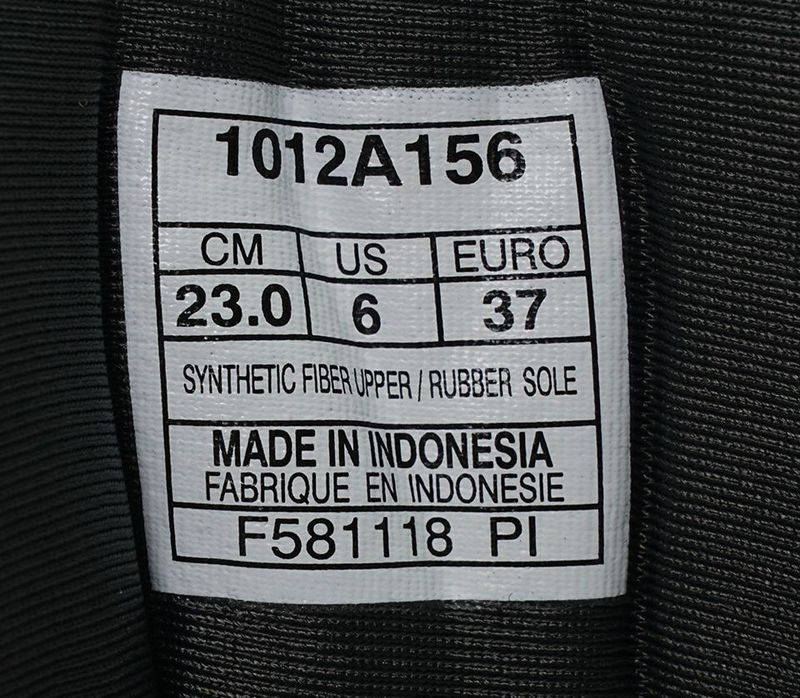 1012A156
CM US EURO
23.0 6 37
SYNTHETIC FIBER UPPER / RUBBER SOLE
MADE IN INDONESIA
FABRIQUE EN INDONESIE
F581118 PI